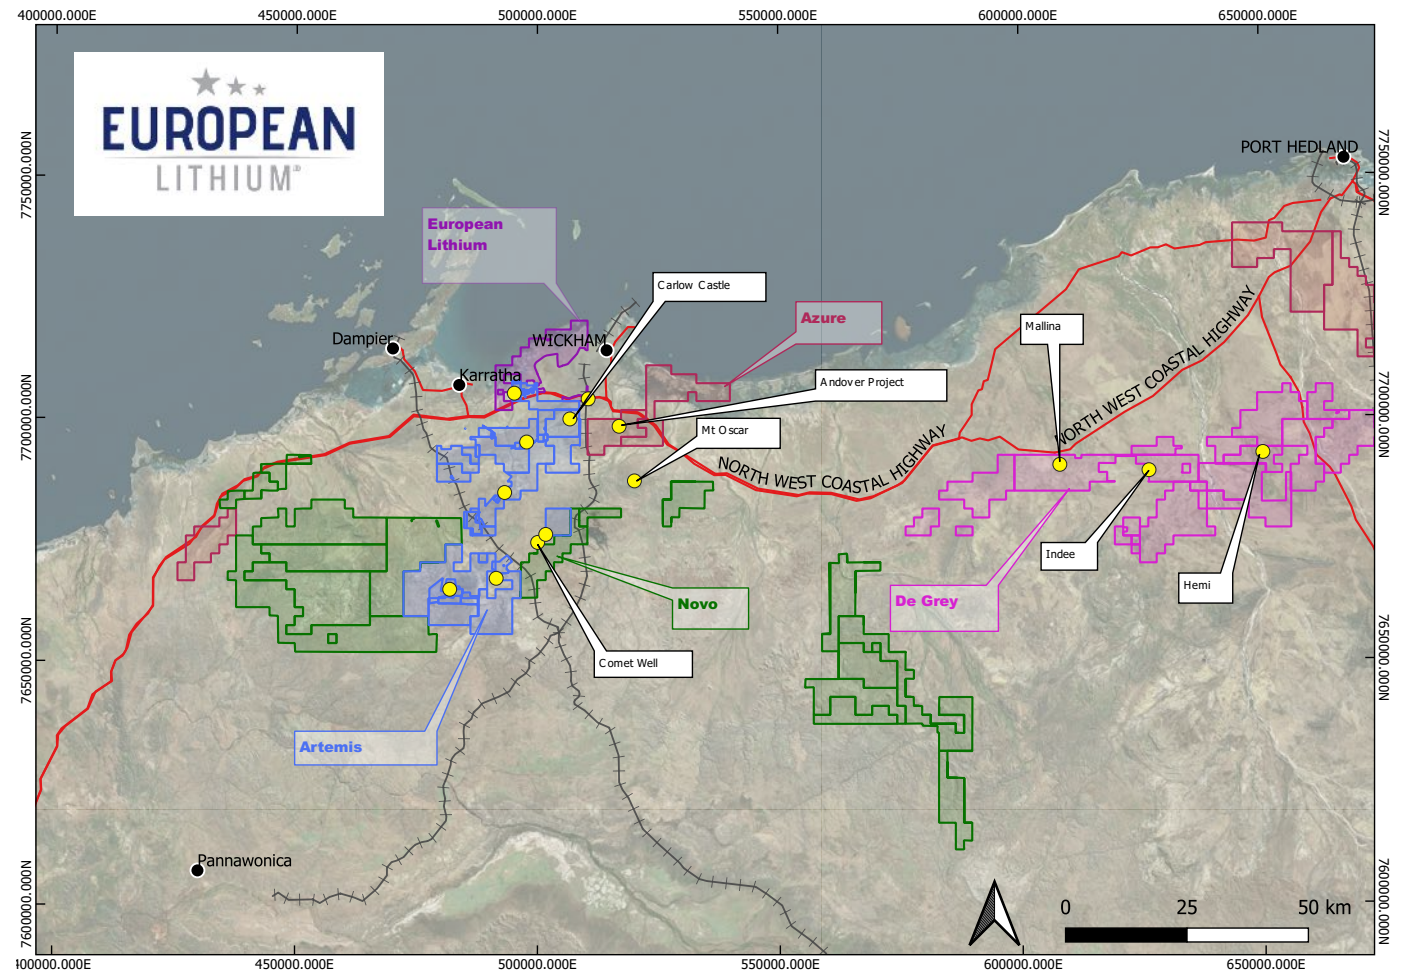 400000.000E
450000.000E
500000.000E
550000.000E
600000.000E
650000.000E
EUROPEAN
LITHIUM
7750000.000N
7750000.000N
PORT HEDLAND
European
Lithium
Carlow Castle
Azure
Mallina
Dampier
WICKHAM
Karratha
Andover Project
Mt Oscar
NORTH WEST COASTAL HIGHWAY
NORTH WEST COASTAL HIGHWAY
7700000.000N
7700000.000N
Indee
Hemi
De Grey
Novo
Comet Well
7650000.000N
7650000.000N
Artemis
Pannawonica
7600000.000N
7600000.000N
0 25 50 km
400000.000E
450000.000E
500000.000E
550000.000E
600000.000E
650000.000E